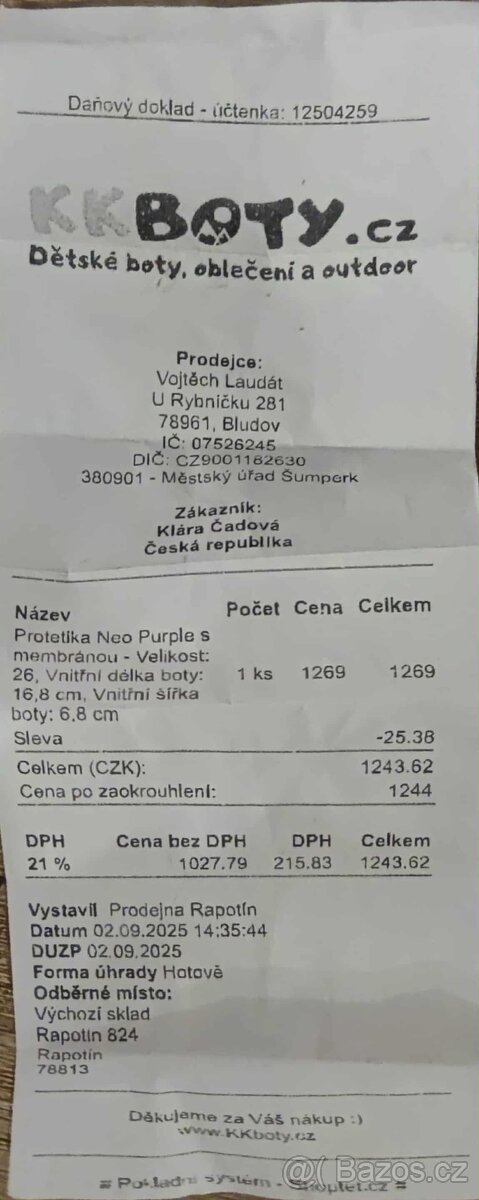 Daňový doklad - účtenka: 12504259
KKBOTY.cz
Dětské boty, oblečení a outdoor
Prodejce:
Vojtěch Laudát
U Rybníčku 281
78961, Bludov
IČ: 07526245
DIČ: CZ9001182630
380901 - Městský úřad Šumperk
Zákazník:
Klára Čadová
Česká republika
Název Počet Cena Celkem
Protetika Neo Purple s
membránou - Velikost:
26, Vnitřní délka boty: 1 ks 1269 1269
16,8 cm, Vnitřní šířka
boty: 6,8 cm
Sleva -25.38
Celkem (CZK): 1243.62
Cena po zaokrouhlení: 1244
DPH Cena bez DPH DPH Celkem
21 % 1027.79 215.83 1243.62
Vystavil Prodejna Rapotín
Datum 02.09.2025 14:35:44
DUZP 02.09.2025
Forma úhrady Hotově
Odběrné místo:
Výchozí sklad
Rapotín 824
Rapotín
78813
Děkujeme za Váš nákup :)
www.KKboty.cz
= Pokladní systém - Shoptet.cz =
@( Bazos.cz